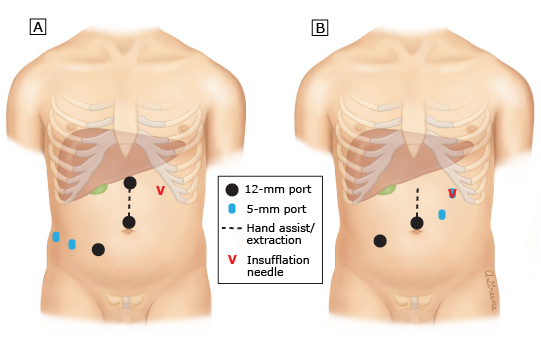 A
B
V
V
12-mm port
5-mm port
Hand assist/
extraction
V Insufflation
needle